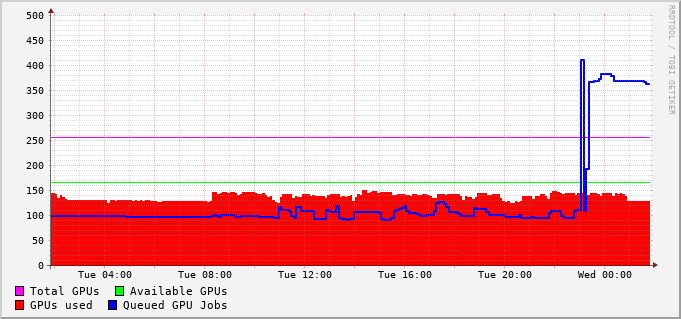 500
450
400
350
300
250
200
150
100
50
0
Tue 04:00 Tue 08:00 Tue 12:00 Tue 16:00 Tue 20:00 Wed 00:00
Total GPUs Available GPUs
GPUs used Queued GPU Jobs
RRDTOOL / TOBI OETIKER